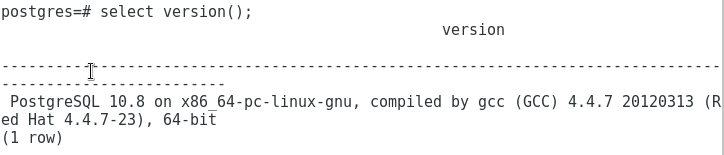 postgres=# select version();
version
--------------------------------------------------------------------------------
-------------------------
PostgreSQL 10.8 on x86_64-pc-linux-gnu, compiled by gcc (GCC) 4.4.7 20120313 (R
ed Hat 4.4.7-23), 64-bit
(1 row)